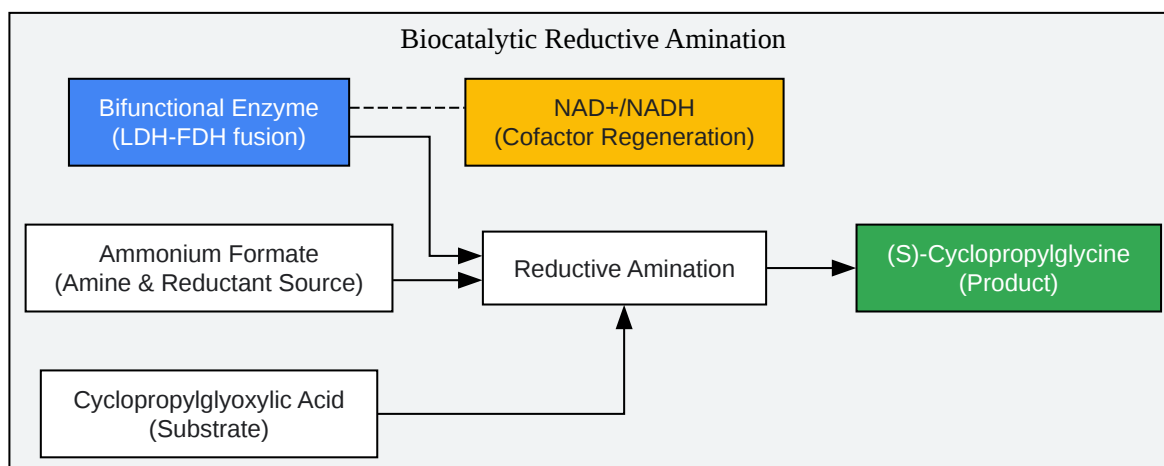 Biocatalytic Reductive Amination
Bifunctional Enzyme
(LDH-FDH fusion)
NAD+/NADH
(Cofactor Regeneration)
Ammonium Formate
(Amine & Reductant Source)
Reductive Amination
(S)-Cyclopropylglycine
(Product)
Cyclopropylglyoxylic Acid
(Substrate)